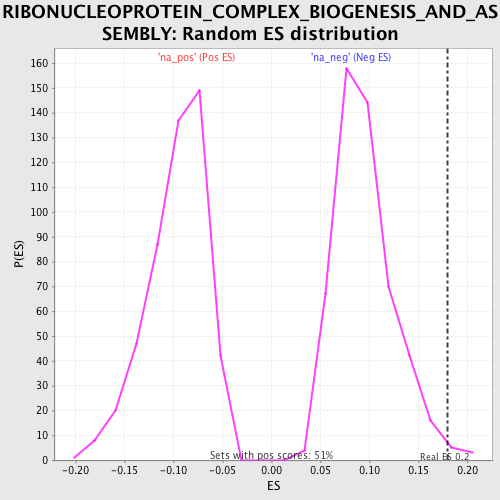 RIBONUCLEOPROTEIN_COMPLEX_BIOGENESIS_AND_AS
SEMBLY: Random ES distribution
'na_pos' (Pos ES) 'na_neg' (Neg ES)
160
150
140
130
120
110
100
90
80
70
60
50
40
30
20
10
0
P(ES)
Sets with pos scores: 51%
Real ES 0.2
-0.20 -0.15 -0.10 -0.05 0.00 0.05 0.10 0.15 0.20
ES